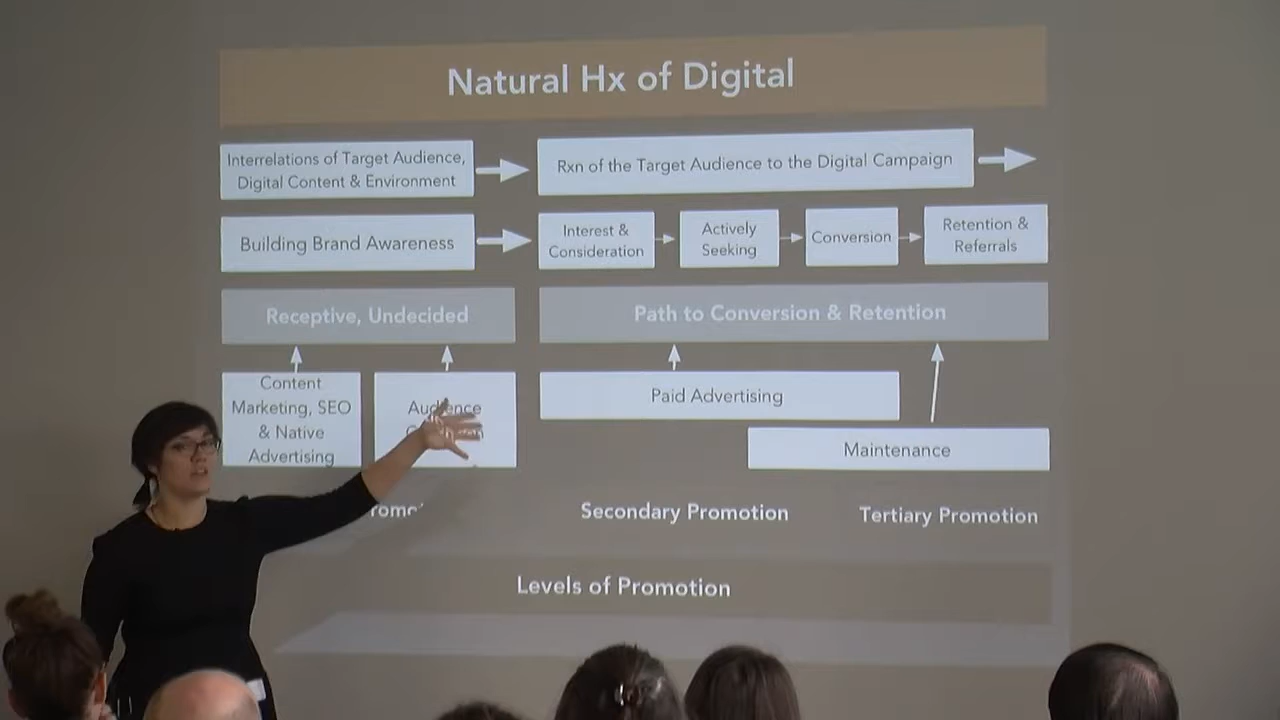 Natural Hx of Digital
Interrelations of Target Audience,
Digital Content & Environment
Rxn of the Target Audience to the Digital Campaign
Building Brand Awareness
Interest &
Consideration
Actively
Seeking
Conversion
Retention &
Referrals
Receptive, Undecided
Path to Conversion & Retention
Content
Marketing, SEO
& Native
Advertising
Audience
Paid Advertising
Maintenance
Secondary Promotion
Tertiary Promotion
Levels of Promotion